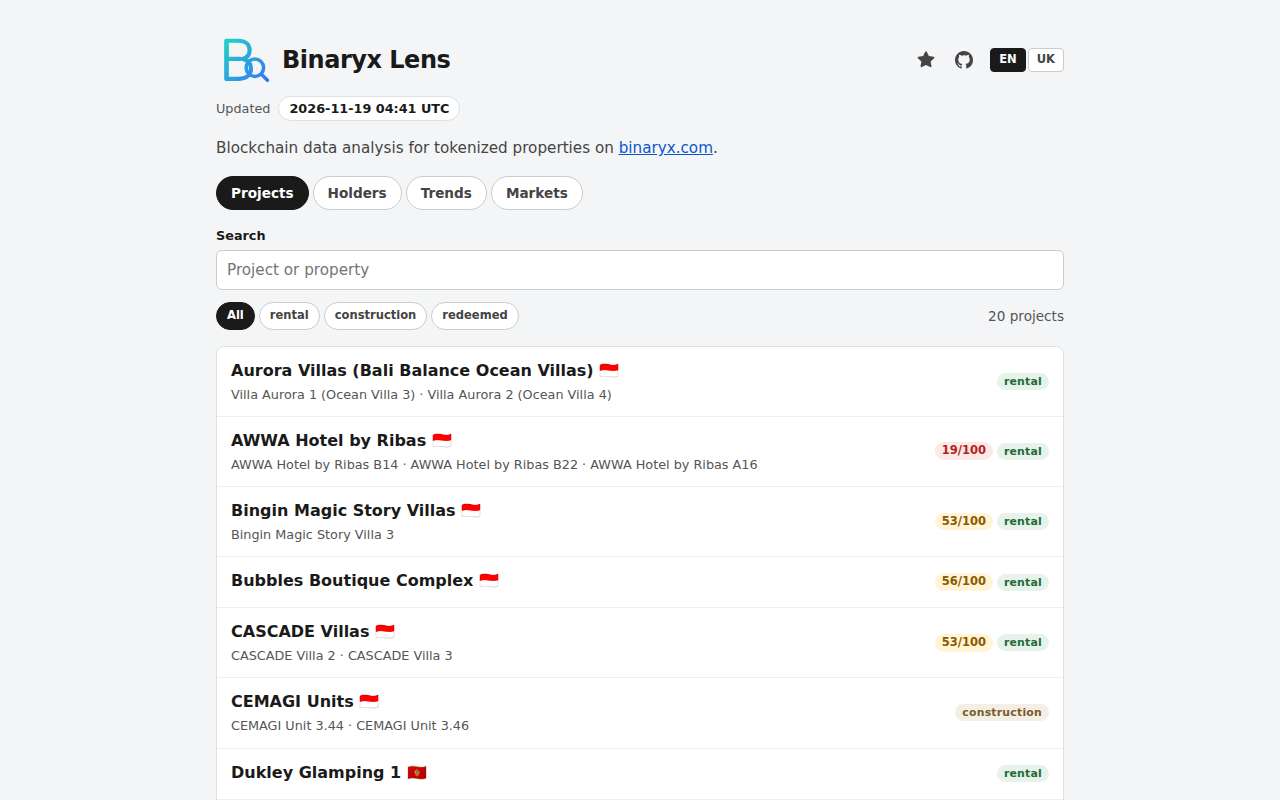 Binaryx Lens
EN UK
Updated 2026-11-19 04:41 UTC
Blockchain data analysis for tokenized properties on binaryx.com.
Projects Holders Trends Markets
Search
Project or property
All rental construction redeemed 20 projects
Aurora Villas (Bali Balance Ocean Villas)
Villa Aurora 1 (Ocean Villa 3) · Villa Aurora 2 (Ocean Villa 4)
rental
AWWA Hotel by Ribas
AWWA Hotel by Ribas B14 · AWWA Hotel by Ribas B22 · AWWA Hotel by Ribas A16
19/100 rental
Bingin Magic Story Villas
Bingin Magic Story Villa 3
53/100 rental
Bubbles Boutique Complex
56/100 rental
CASCADE Villas
CASCADE Villa 2 · CASCADE Villa 3
53/100 rental
CEMAGI Units
CEMAGI Unit 3.44 · CEMAGI Unit 3.46
construction
Dukley Glamping 1
rental